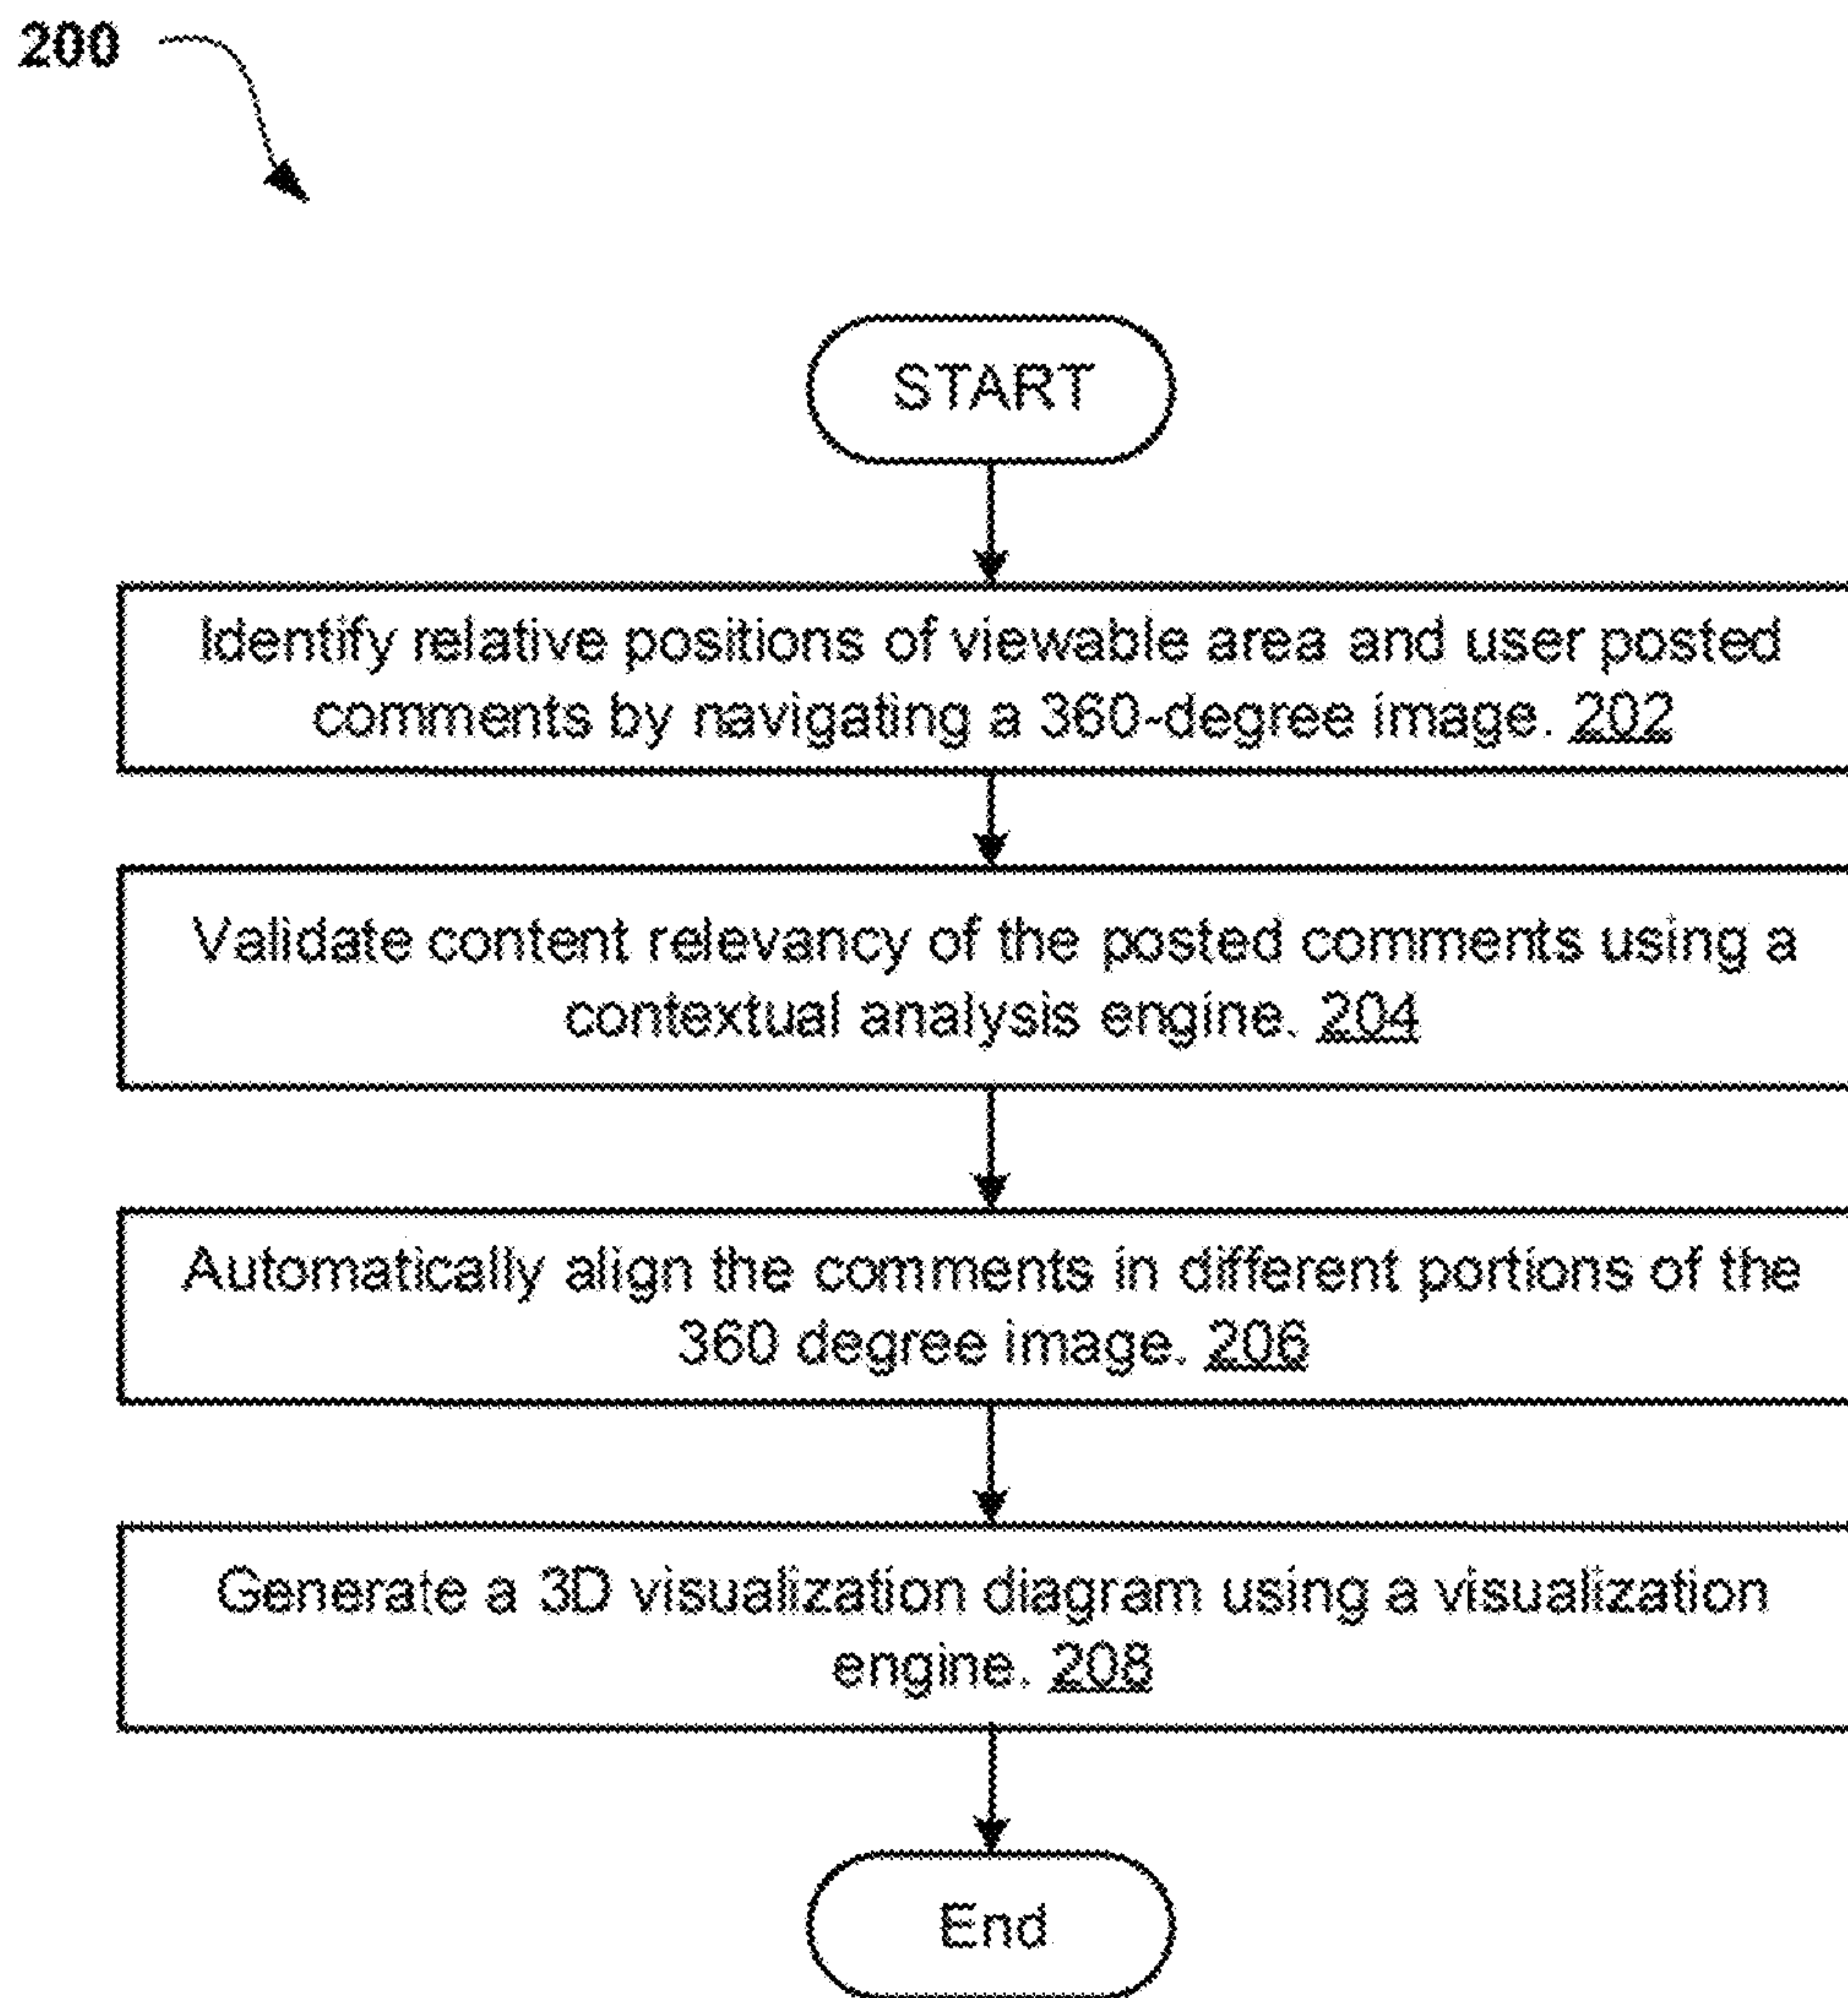 200
START
Identify relative positions of viewable area and user posted
comments by navigating a 360-degree image. 202
Validate content relevancy of the posted comments using a
contextual analysis engine. 204
Automatically align the comments in different portions of the
360 degree image. 206
Generate a 3D visualization diagram using a visualization
engine. 208
End